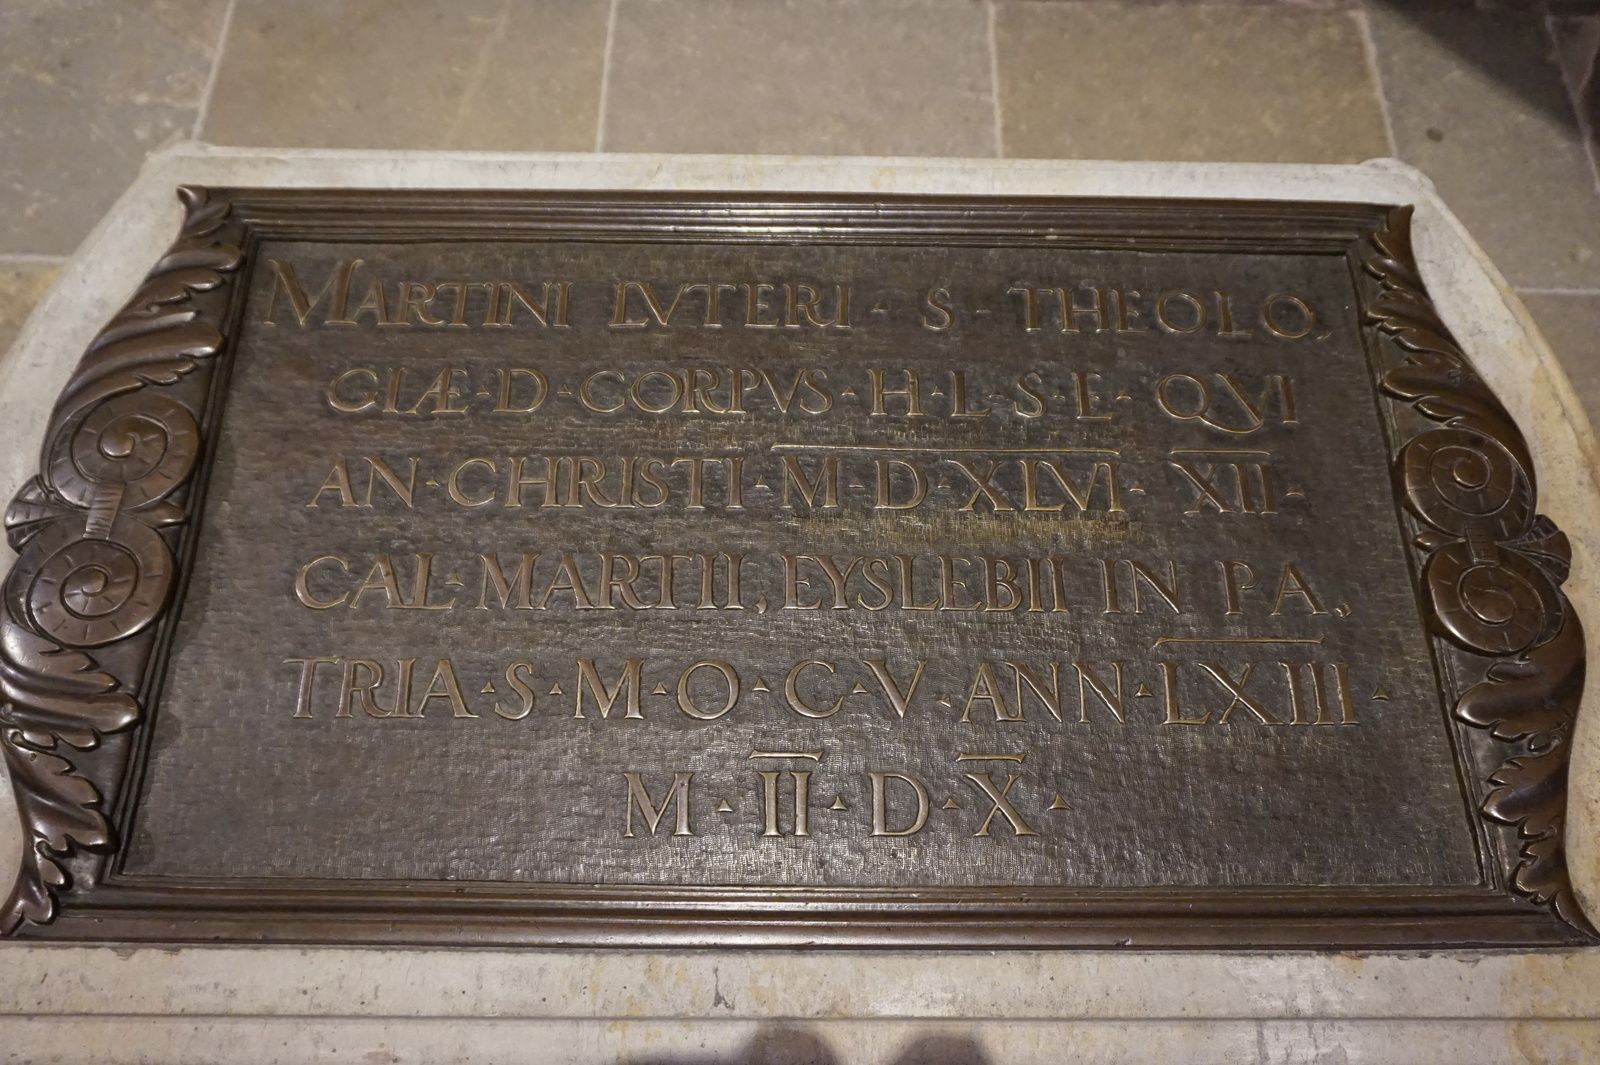 MARTINI LVTERI · S · THEOLO,
GIÆ · D · CORPVS · H · L · S · E · QVI
AN · CHRISTI · M · D · XLVI · XII ·
CAL · MARTII, EYSLEBII IN PA,
TRIA · S · M · O · C · V · ANN · LXIII ·
M · II · D · X ·